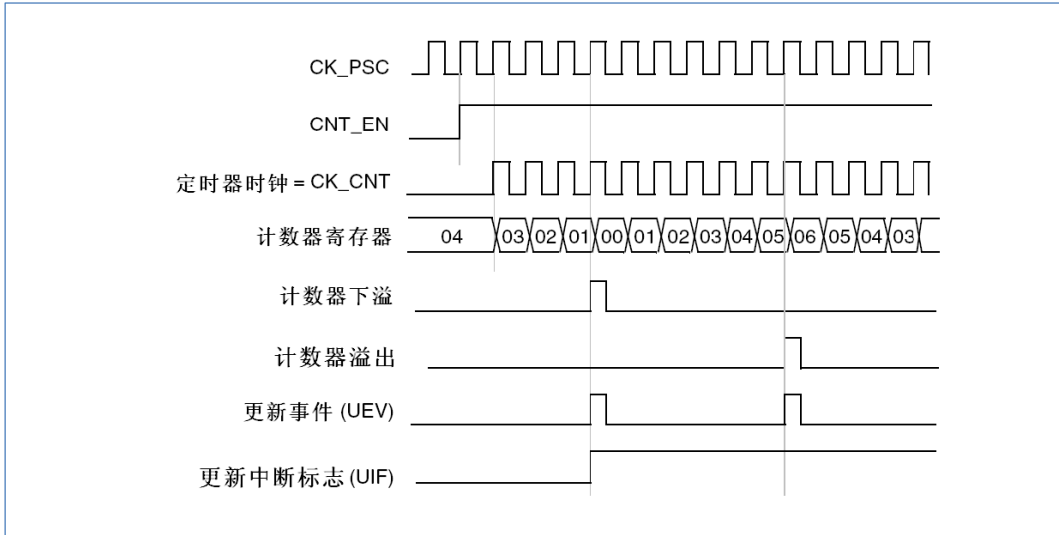 CK_PSC
CNT_EN
定时器时钟 = CK_CNT
计数器寄存器 04 03 02 01 00 01 02 03 04 05 06 05 04 03
计数器下溢
计数器溢出
更新事件 (UEV)
更新中断标志 (UIF)